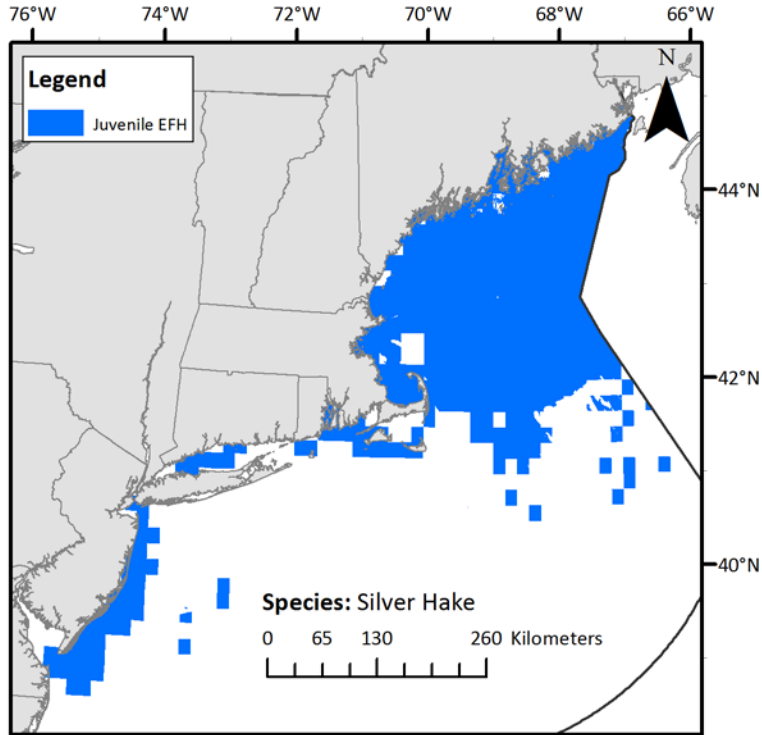 76°W 74°W 72°W 70°W 68°W 66°W
Legend
Juvenile EFH
N
44°N
42°N
40°N
Species: Silver Hake
0 65 130 260 Kilometers